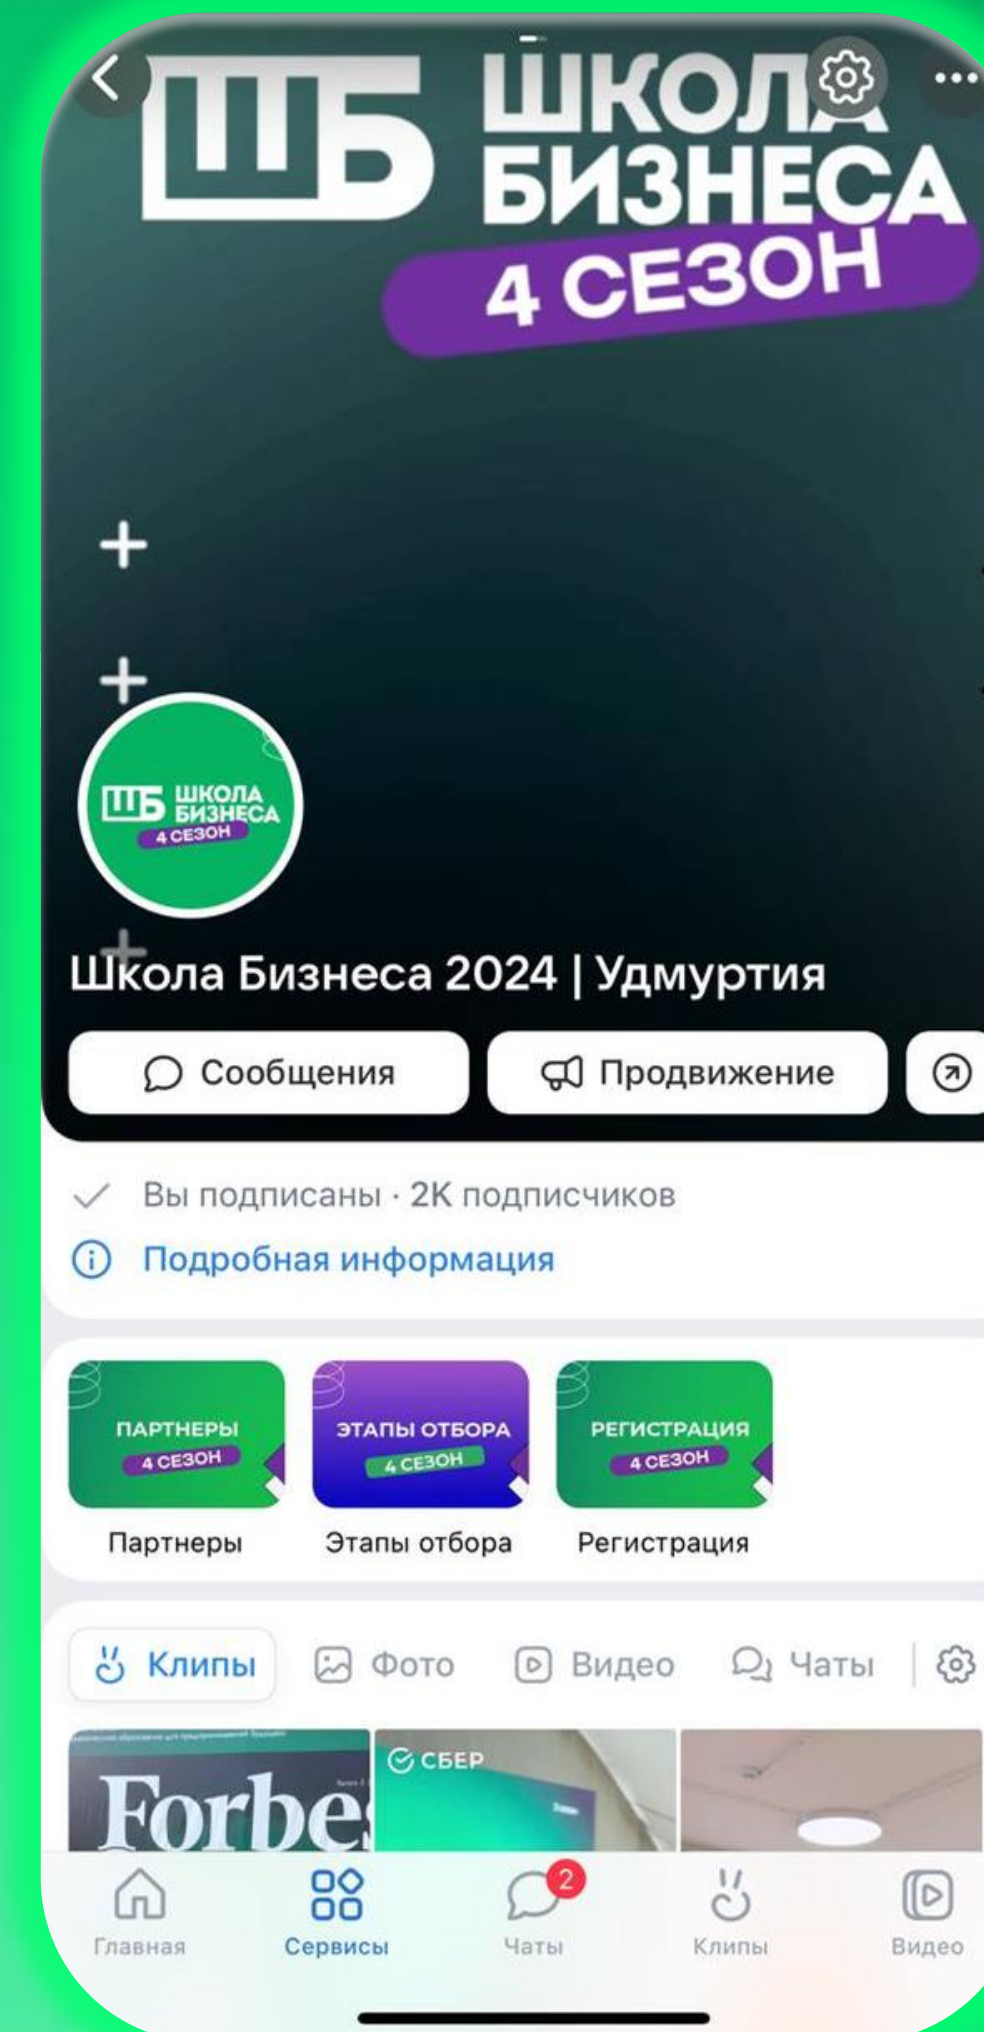 ШБ ШКОЛА
БИЗНЕСА
4 СЕЗОН
ШБ ШКОЛА
БИЗНЕСА
4 СЕЗОН
Школа Бизнеса 2024 | Удмуртия
Сообщения
Продвижение
Вы подписаны · 2K подписчиков
Подробная информация
ПАРТНЕРЫ
4 СЕЗОН
ЭТАПЫ ОТБОРА
4 СЕЗОН
РЕГИСТРАЦИЯ
4 СЕЗОН
Партнеры
Этапы отбора
Регистрация
Клипы
Фото
Видео
Чаты
Forbes
СБЕР
2
Главная
Сервисы
Чаты
Клипы
Видео